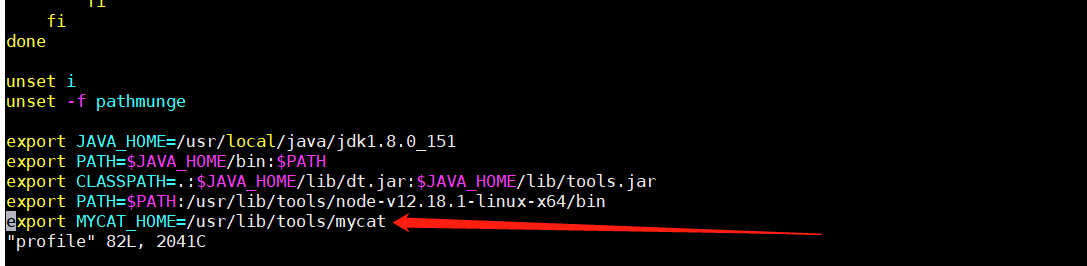 fi
fi
done
unset i
unset -f pathmunge
export JAVA_HOME=/usr/local/java/jdk1.8.0_151
export PATH=$JAVA_HOME/bin:$PATH
export CLASSPATH=.:$JAVA_HOME/lib/dt.jar:$JAVA_HOME/lib/tools.jar
export PATH=$PATH:/usr/lib/tools/node-v12.18.1-linux-x64/bin
export MYCAT_HOME=/usr/lib/tools/mycat
"profile" 82L, 2041C